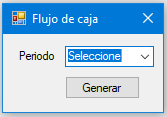 Flujo de caja
Periodo Seleccione
Generar